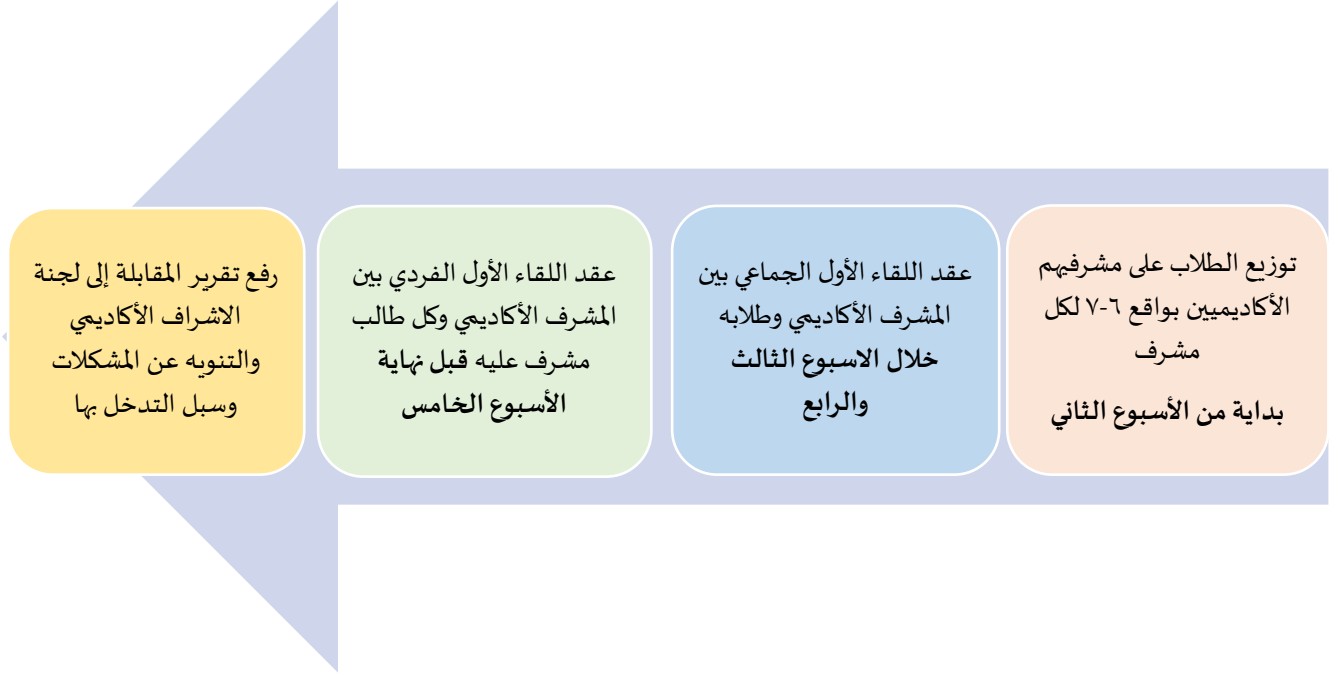 توزيع الطلاب على مشرفيهم
الأكاديميين بواقع ٦-٧ لكل
مشرف
بداية من الأسبوع الثاني
عقد اللقاء الأول الجماعي بين
المشرف الأكاديمي وطلابه
خلال الاسبوع الثالث
والرابع
عقد اللقاء الأول الفردي بين
المشرف الأكاديمي وكل طالب
مشرف عليه قبل نهاية
الأسبوع الخامس
رفع تقرير المقابلة إلى لجنة
الاشراف الأكاديمي
والتنويه عن المشكلات
وسبل التدخل بها